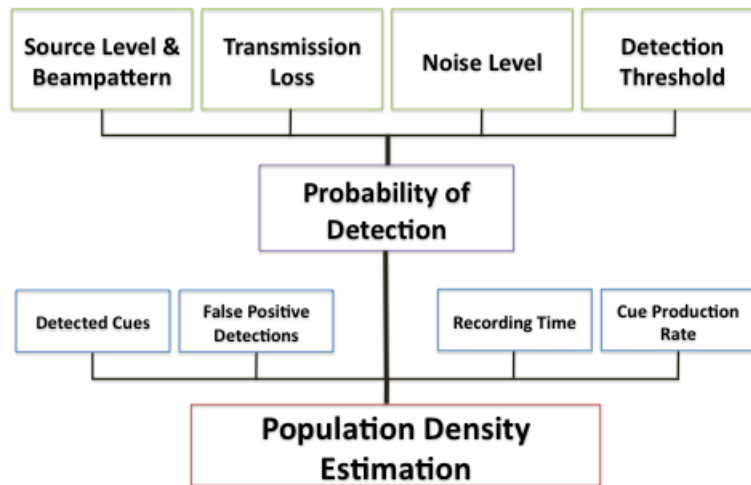 Source Level &
Beampattern
Transmission
Loss
Noise Level
Detection
Threshold
Probability of
Detection
Detected Cues
False Positive
Detections
Recording Time
Cue Production
Rate
Population Density
Estimation